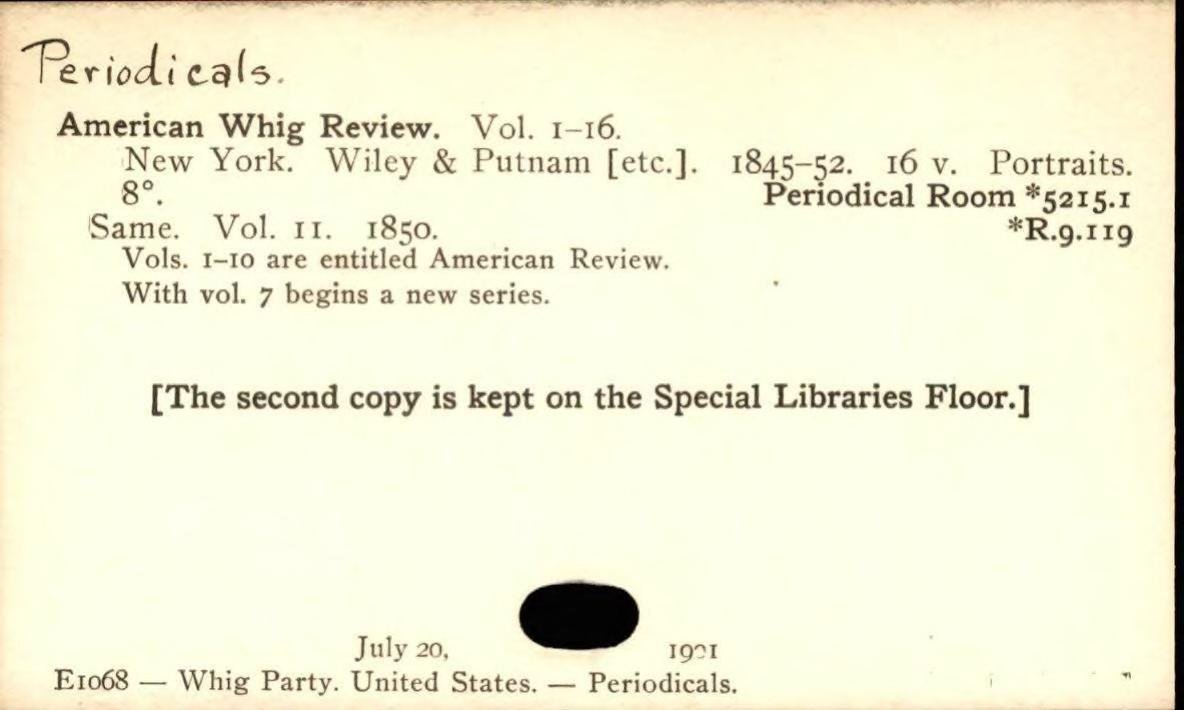 Periodicals.
American Whig Review. Vol. 1–16.
New York. Wiley & Putnam [etc.]. 1845–52. 16 v. Portraits.
8°. Periodical Room *5215.1
Same. Vol. 11. 1850. *R.9.119
Vols. 1–10 are entitled American Review.
With vol. 7 begins a new series.
[The second copy is kept on the Special Libraries Floor.]
July 20,
E1068 — Whig Party. United States. — Periodicals.